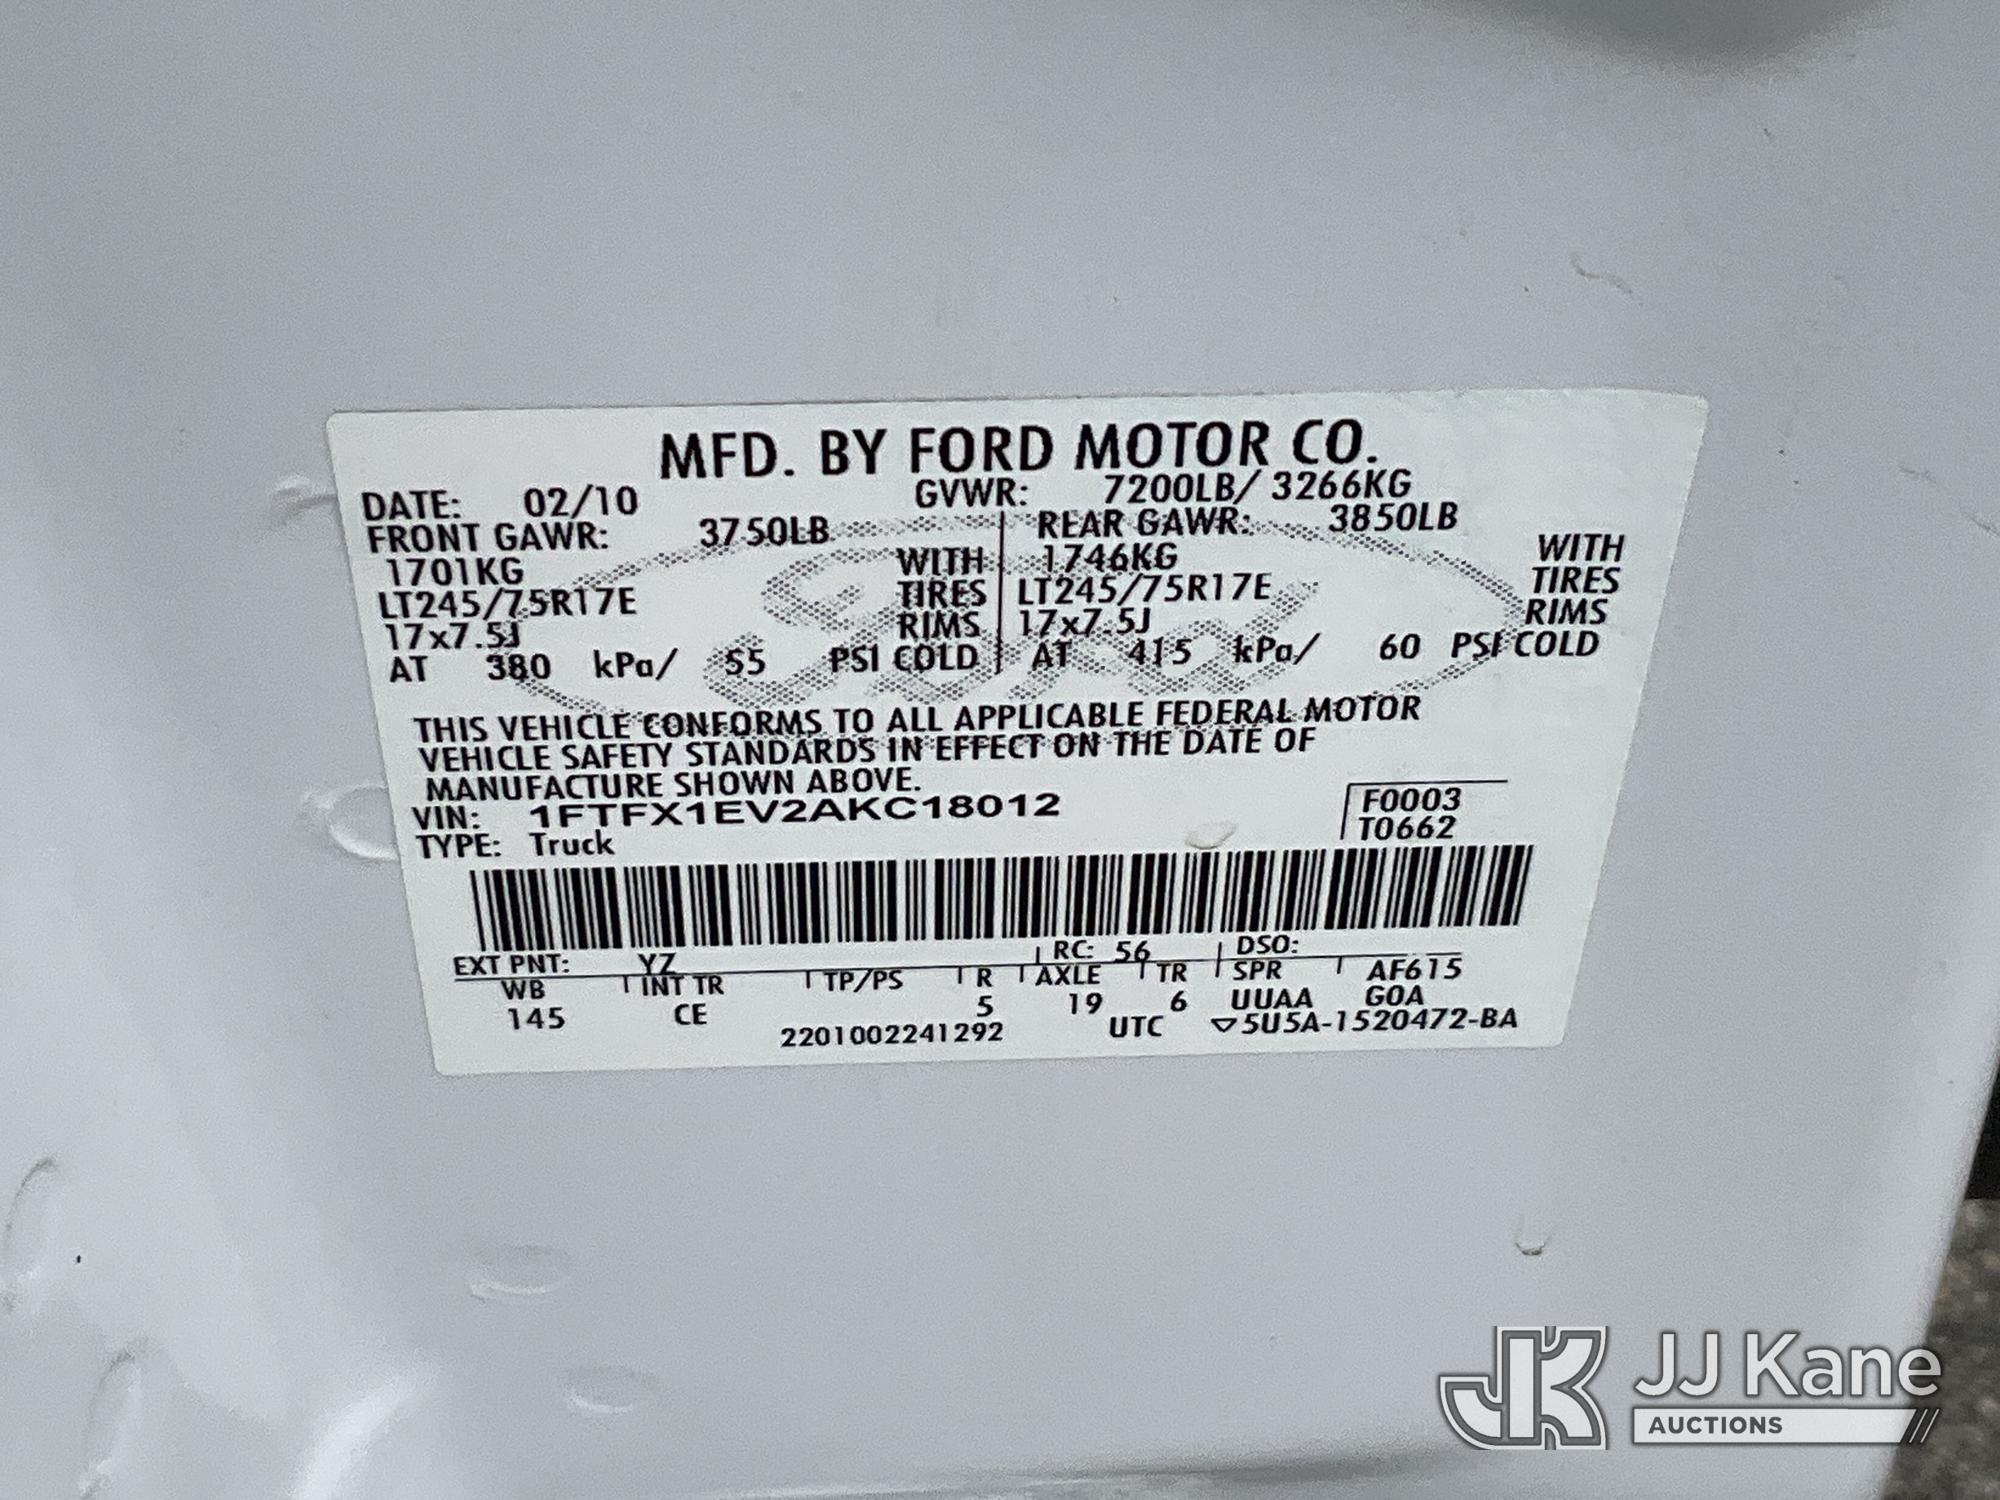 MFD. BY FORD MOTOR CO.
DATE: 02/10 GVWR: 7200LB/ 3266KG
FRONT GAWR: 3750LB REAR GAWR: 3850LB
1701KG WITH 1746KG WITH
LT245/75R17E TIRES LT245/75R17E TIRES
17x7.5J RIMS 17x7.5J RIMS
AT 380 kPa/ 55 PSI COLD AT 415 kPa/ 60 PSI COLD
Ford
THIS VEHICLE CONFORMS TO ALL APPLICABLE FEDERAL MOTOR
VEHICLE SAFETY STANDARDS IN EFFECT ON THE DATE OF
MANUFACTURE SHOWN ABOVE.
VIN: 1FTFX1EV2AKC18012 F0003
TYPE: Truck T0662
EXT PNT: YZ RC: 56 DSO:
WB INT TR TP/PS R AXLE TR SPR AF615
145 CE 5 19 6 UUAA GOA
2201002241292 UTC ▽5U5A-1520472-BA
JK JJ Kane
AUCTIONS